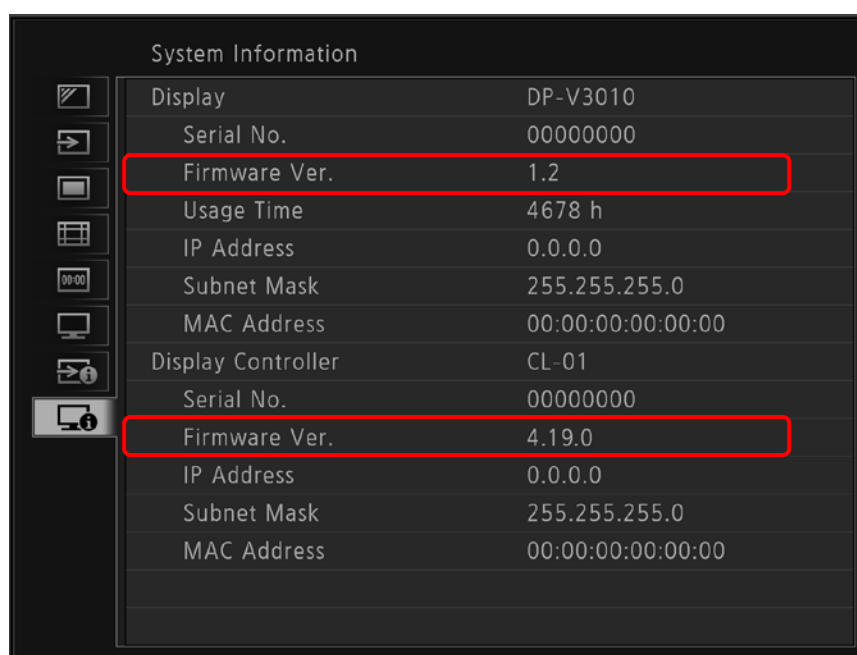 System Information
Display DP-V3010
Serial No. 00000000
Firmware Ver. 1.2
Usage Time 4678 h
IP Address 0.0.0.0
00:00 Subnet Mask 255.255.255.0
MAC Address 00:00:00:00:00:00
Display Controller CL-01
Serial No. 00000000
Firmware Ver. 4.19.0
IP Address 0.0.0.0
Subnet Mask 255.255.255.0
MAC Address 00:00:00:00:00:00